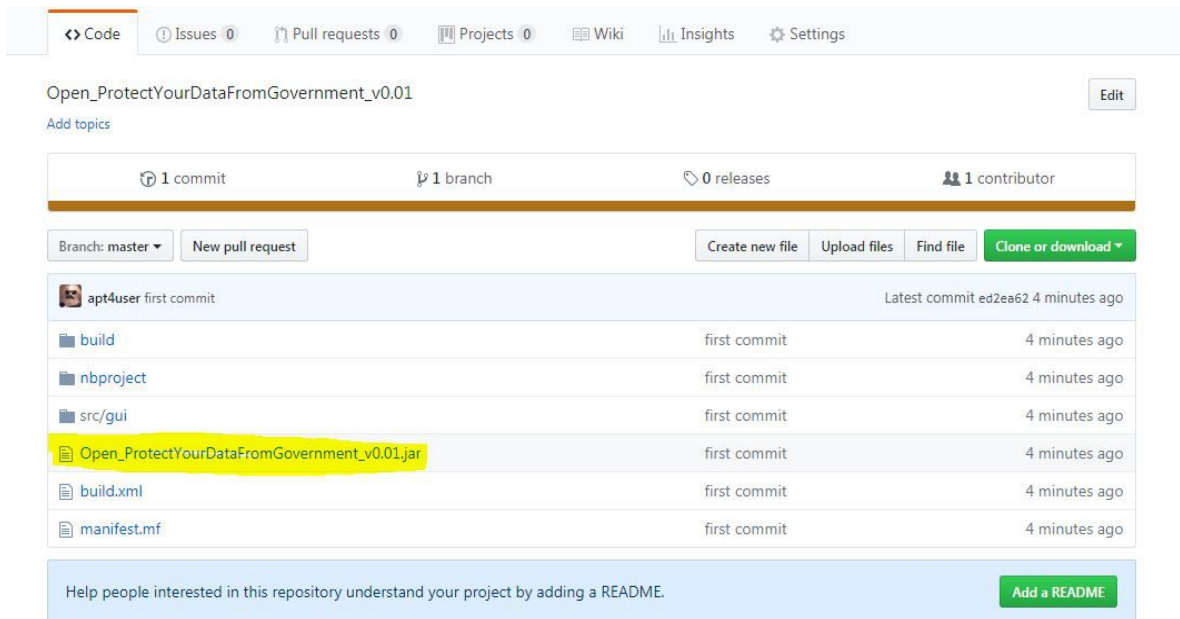 Code Issues 0 Pull requests 0 Projects 0 Wiki Insights Settings
Open_ProtectYourDataFromGovernment_v0.01 Edit
Add topics
1 commit 1 branch 0 releases 1 contributor
Branch: master New pull request Create new file Upload files Find file Clone or download
apt4user first commit Latest commit ed2ea62 4 minutes ago
build first commit 4 minutes ago
nbproject first commit 4 minutes ago
src/gui first commit 4 minutes ago
Open_ProtectYourDataFromGovernment_v0.01.jar first commit 4 minutes ago
build.xml first commit 4 minutes ago
manifest.mf first commit 4 minutes ago
Help people interested in this repository understand your project by adding a README. Add a README